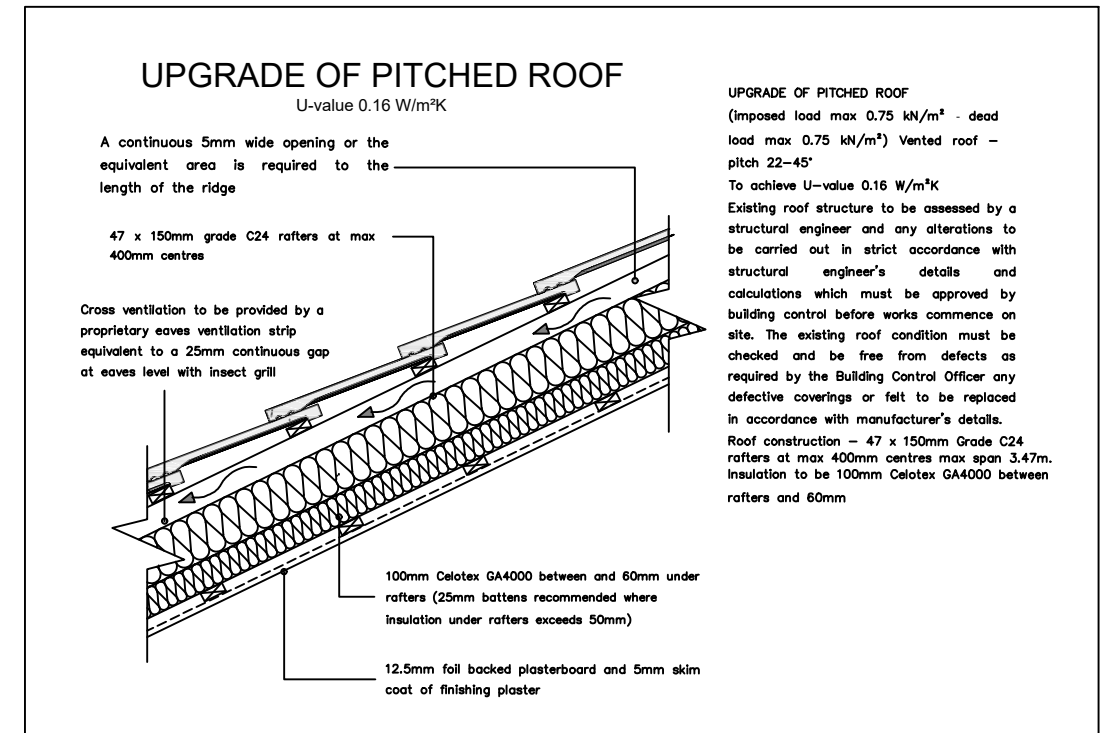 UPGRADE OF PITCHED ROOF
U-value 0.16 W/m²K
A continuous 5mm wide opening or the
equivalent area is required to the
length of the ridge
47 x 150mm grade C24 rafters at max
400mm centres
Cross ventilation to be provided by a
proprietary eaves ventilation strip
equivalent to a 25mm continuous gap
at eaves level with insect grill
100mm Celotex GA4000 between and 60mm under
rafters (25mm battens recommended where
insulation under rafters exceeds 50mm)
12.5mm foil backed plasterboard and 5mm skim
coat of finishing plaster
UPGRADE OF PITCHED ROOF
(imposed load max 0.75 kN/m² - dead
load max 0.75 kN/m²) Vented roof –
pitch 22–45°
To achieve U–value 0.16 W/m²K
Existing roof structure to be assessed by a
structural engineer and any alterations to
be carried out in strict accordance with
structural engineer's details and
calculations which must be approved by
building control before works commence on
site. The existing roof condition must be
checked and be free from defects as
required by the Building Control Officer any
defective coverings or felt to be replaced
in accordance with manufacturer's details.
Roof construction – 47 x 150mm Grade C24
rafters at max 400mm centres max span 3.47m.
Insulation to be 100mm Celotex GA4000 between
rafters and 60mm